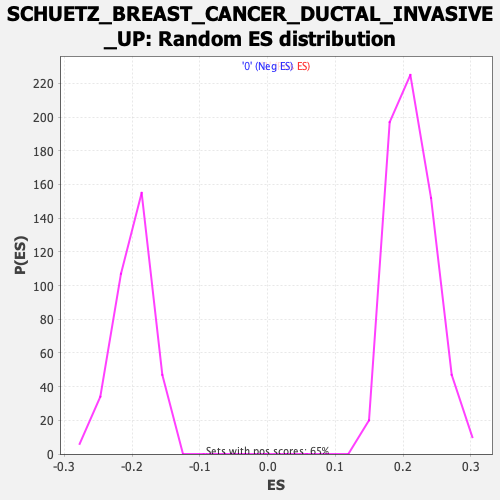 SCHUETZ_BREAST_CANCER_DUCTAL_INVASIVE
_UP: Random ES distribution
'0' (Neg ES) ES)
220
200
180
160
140
120
100
80
60
40
20
0
P(ES)
Sets with pos scores: 65%
-0.3 -0.2 -0.1 0.0 0.1 0.2 0.3
ES